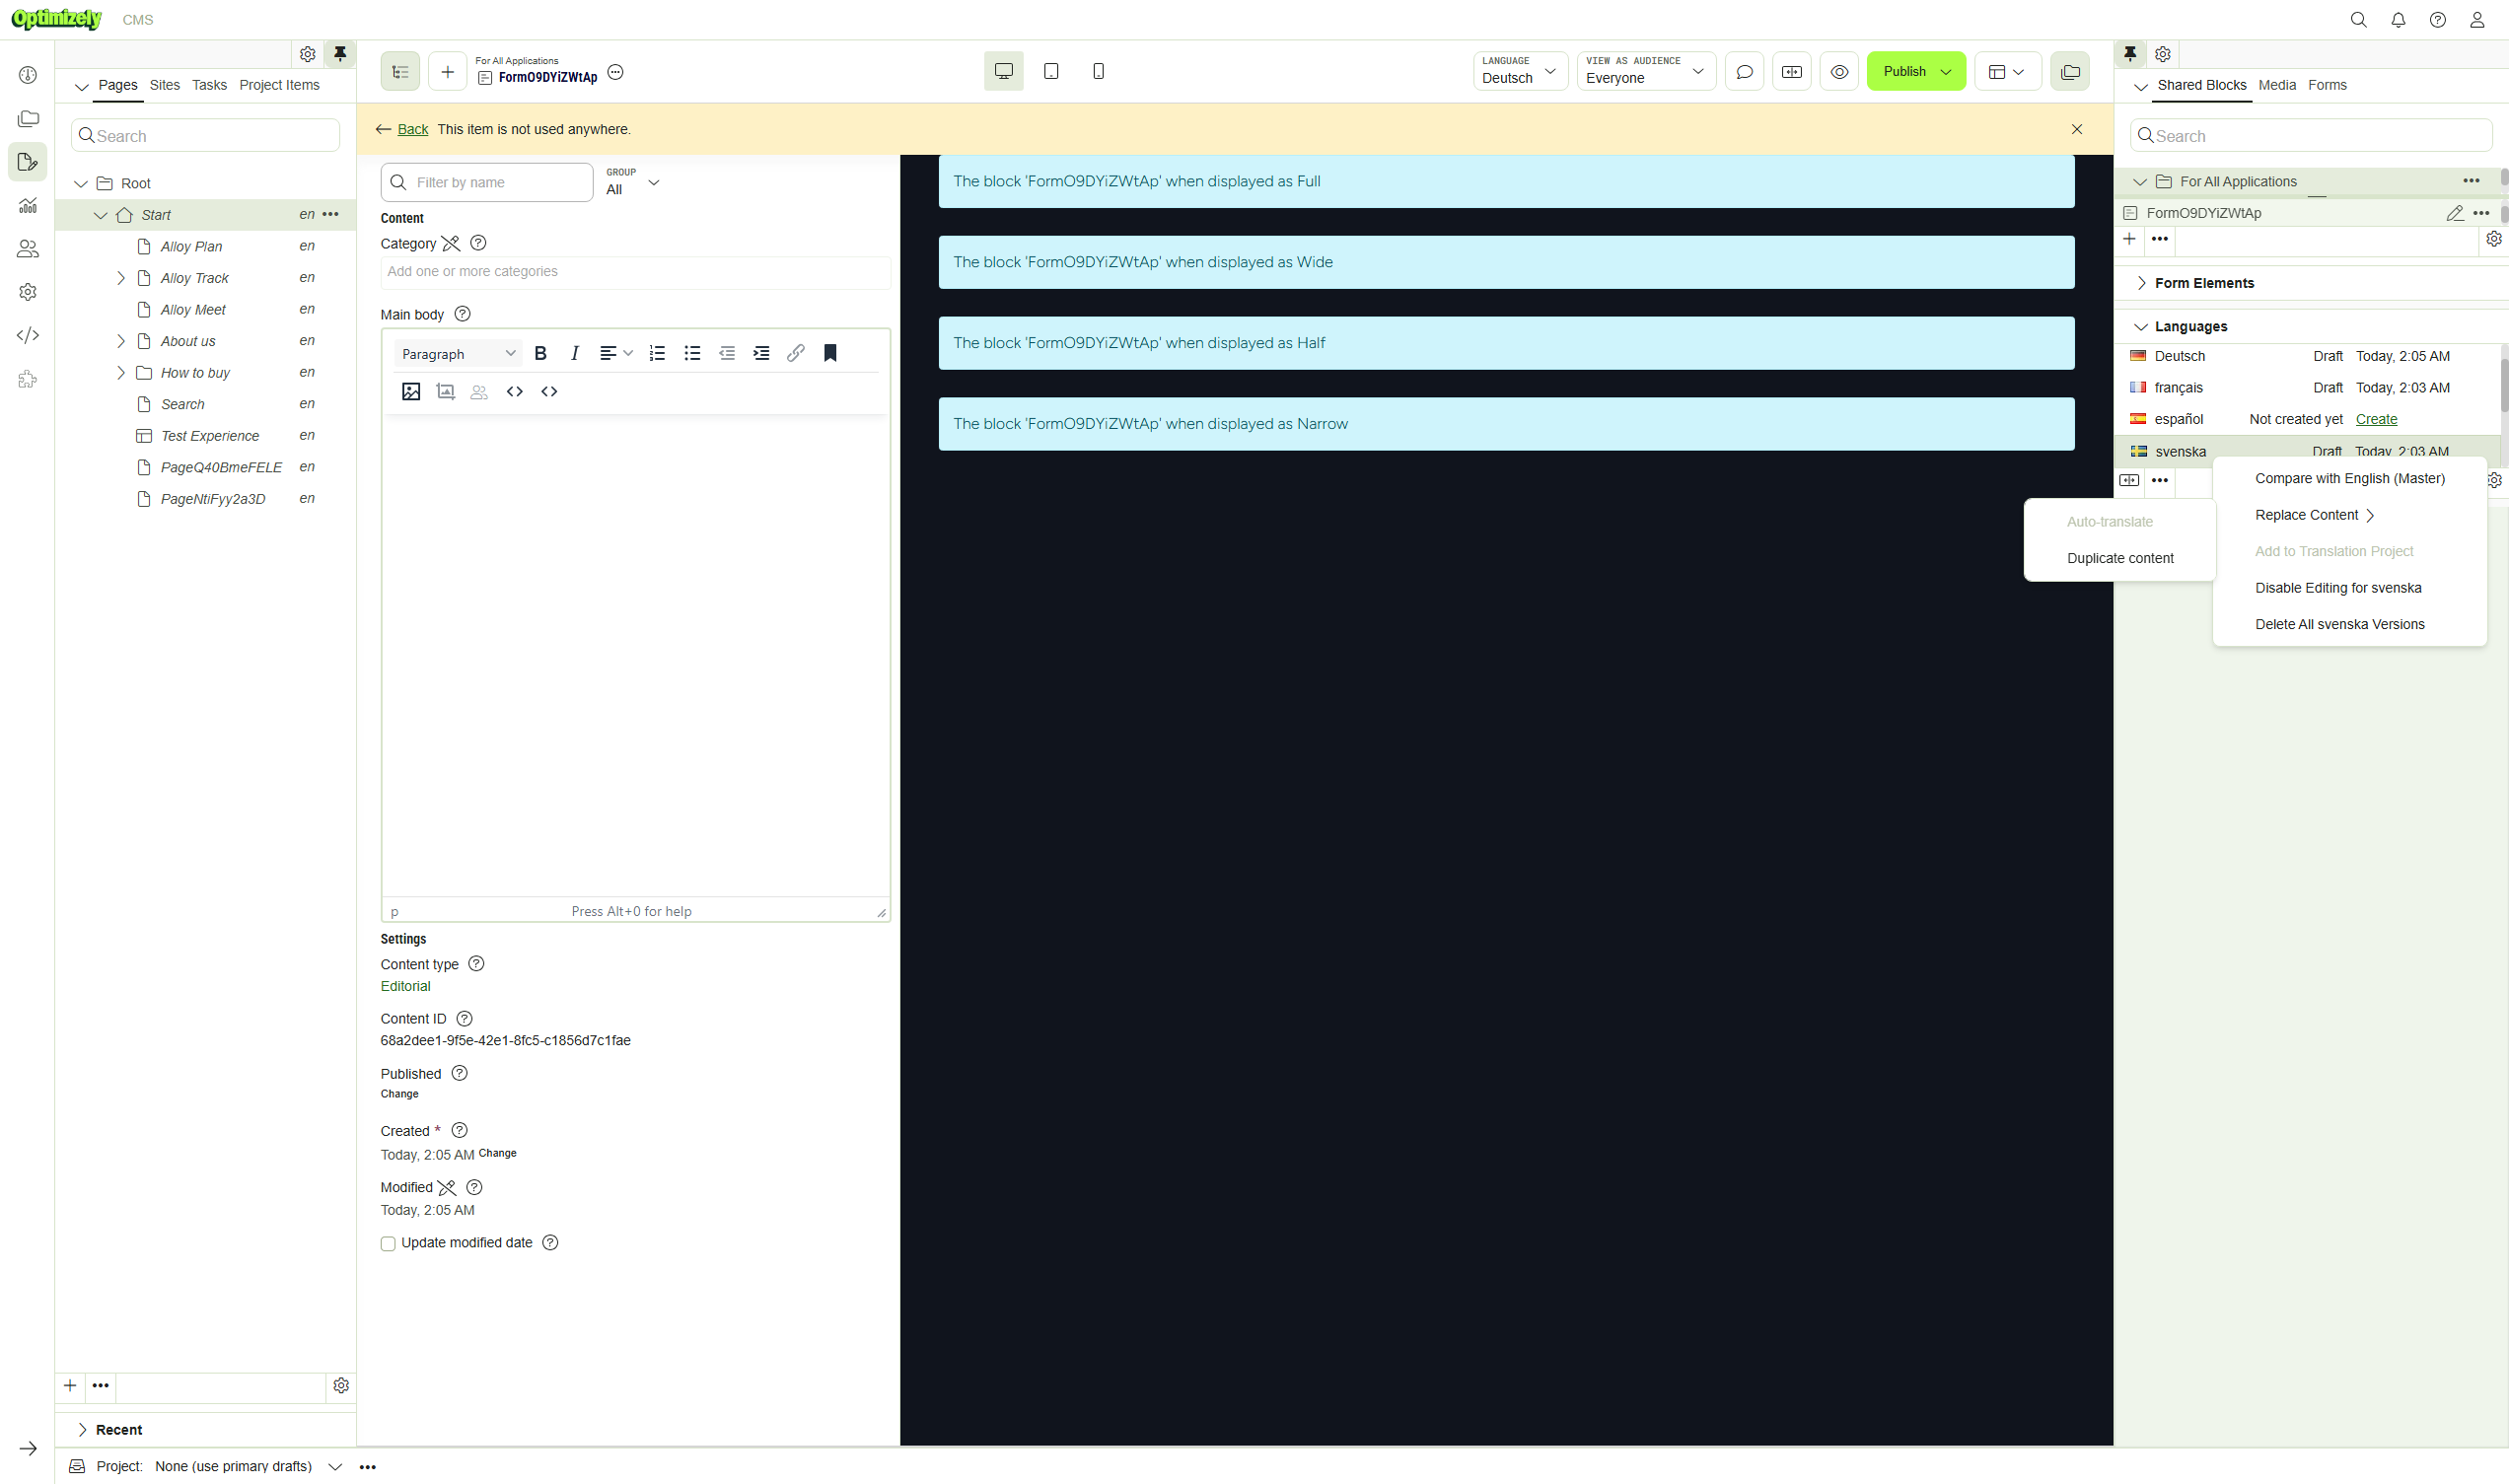 Optimizely CMS
Pages Sites Tasks Project Items
Search
Root
Start en
Alloy Plan en
Alloy Track en
Alloy Meet en
About us en
How to buy en
Search en
Test Experience en
PageQ40BmeFELE en
PageNtiFyy2a3D en
Recent
Project: None (use primary drafts)
For All Applications
FormO9DYiZWtAp
LANGUAGE
Deutsch
VIEW AS AUDIENCE
Everyone
Publish
Back This item is not used anywhere.
Filter by name
GROUP
All
Content
Category
Add one or more categories
Main body
Paragraph
p Press Alt+0 for help
Settings
Content type
Editorial
Content ID
68a2dee1-9f5e-42e1-8fc5-c1856d7c1fae
Published
Change
Created *
Today, 2:05 AM Change
Modified
Today, 2:05 AM
Update modified date
The block 'FormO9DYiZWtAp' when displayed as Full
The block 'FormO9DYiZWtAp' when displayed as Wide
The block 'FormO9DYiZWtAp' when displayed as Half
The block 'FormO9DYiZWtAp' when displayed as Narrow
Shared Blocks Media Forms
Search
For All Applications
FormO9DYiZWtAp
Form Elements
Languages
Deutsch Draft Today, 2:05 AM
français Draft Today, 2:03 AM
español Not created yet Create
svenska Draft Today, 2:03 AM
Compare with English (Master)
Replace Content
Add to Translation Project
Disable Editing for svenska
Delete All svenska Versions
Auto-translate
Duplicate content